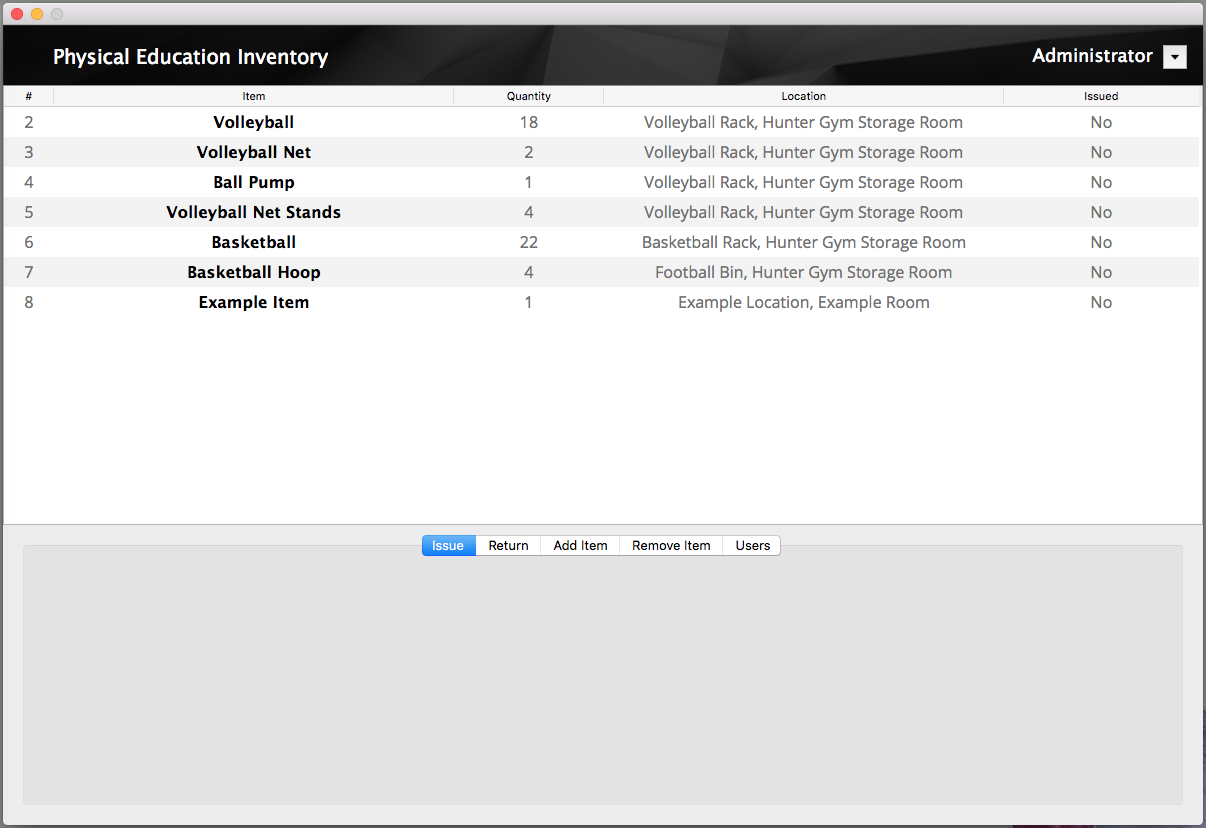 Physical Education Inventory Administrator
# Item Quantity Location Issued
2 Volleyball 18 Volleyball Rack, Hunter Gym Storage Room No
3 Volleyball Net 2 Volleyball Rack, Hunter Gym Storage Room No
4 Ball Pump 1 Volleyball Rack, Hunter Gym Storage Room No
5 Volleyball Net Stands 4 Volleyball Rack, Hunter Gym Storage Room No
6 Basketball 22 Basketball Rack, Hunter Gym Storage Room No
7 Basketball Hoop 4 Football Bin, Hunter Gym Storage Room No
8 Example Item 1 Example Location, Example Room No
Issue Return Add Item Remove Item Users